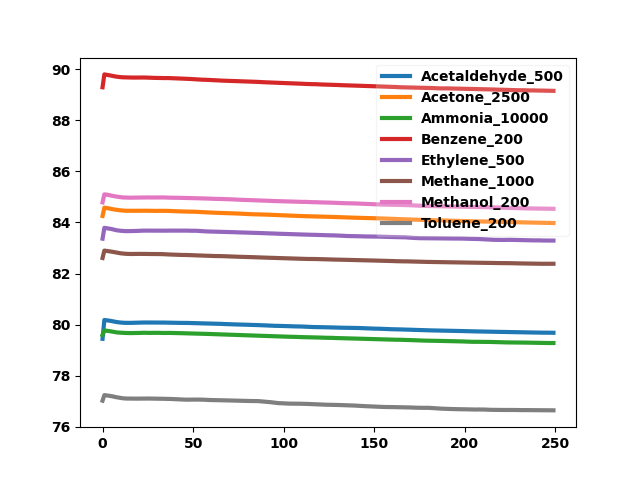 90
88
86
84
82
80
78
76
0
50
100
150
200
250
Acetaldehyde_500
Acetone_2500
Ammonia_10000
Benzene_200
Ethylene_500
Methane_1000
Methanol_200
Toluene_200